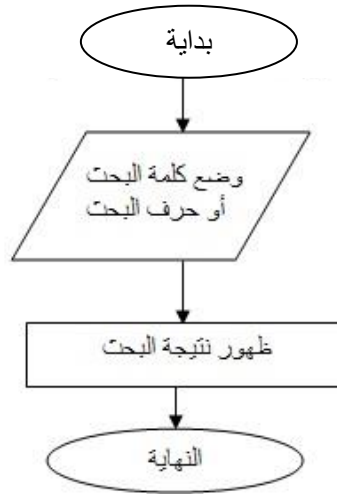 بداية
وضع كلمة البحث
أو حرف البحث
ظهور نتيجة البحث
النهاية